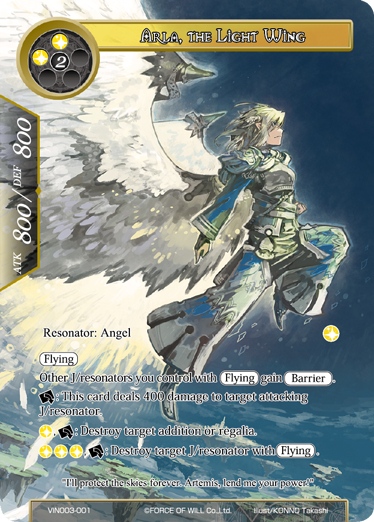 Arla, the Light Wing
2
ATK 800 / DEF 800
Resonator: Angel
Flying
Other J/resonators you control with Flying gain Barrier.
: This card deals 400 damage to target attacking
J/resonator.
, : Destroy target addition or regalia.
, : Destroy target J/resonator with Flying.
"I'll protect the skies forever. Artemis, lend me your power!"
VIN003-001
©FORCE OF WILL Co.,Ltd.
Illust/KONNO Takashi